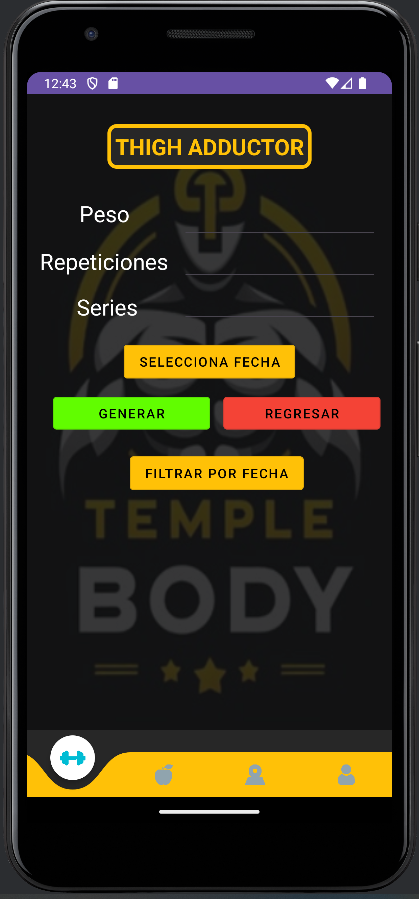 12:43
THIGH ADDUCTOR
Peso
Repeticiones
Series
SELECCIONA FECHA
GENERAR REGRESAR
FILTRAR POR FECHA
TEMPLE
BODY